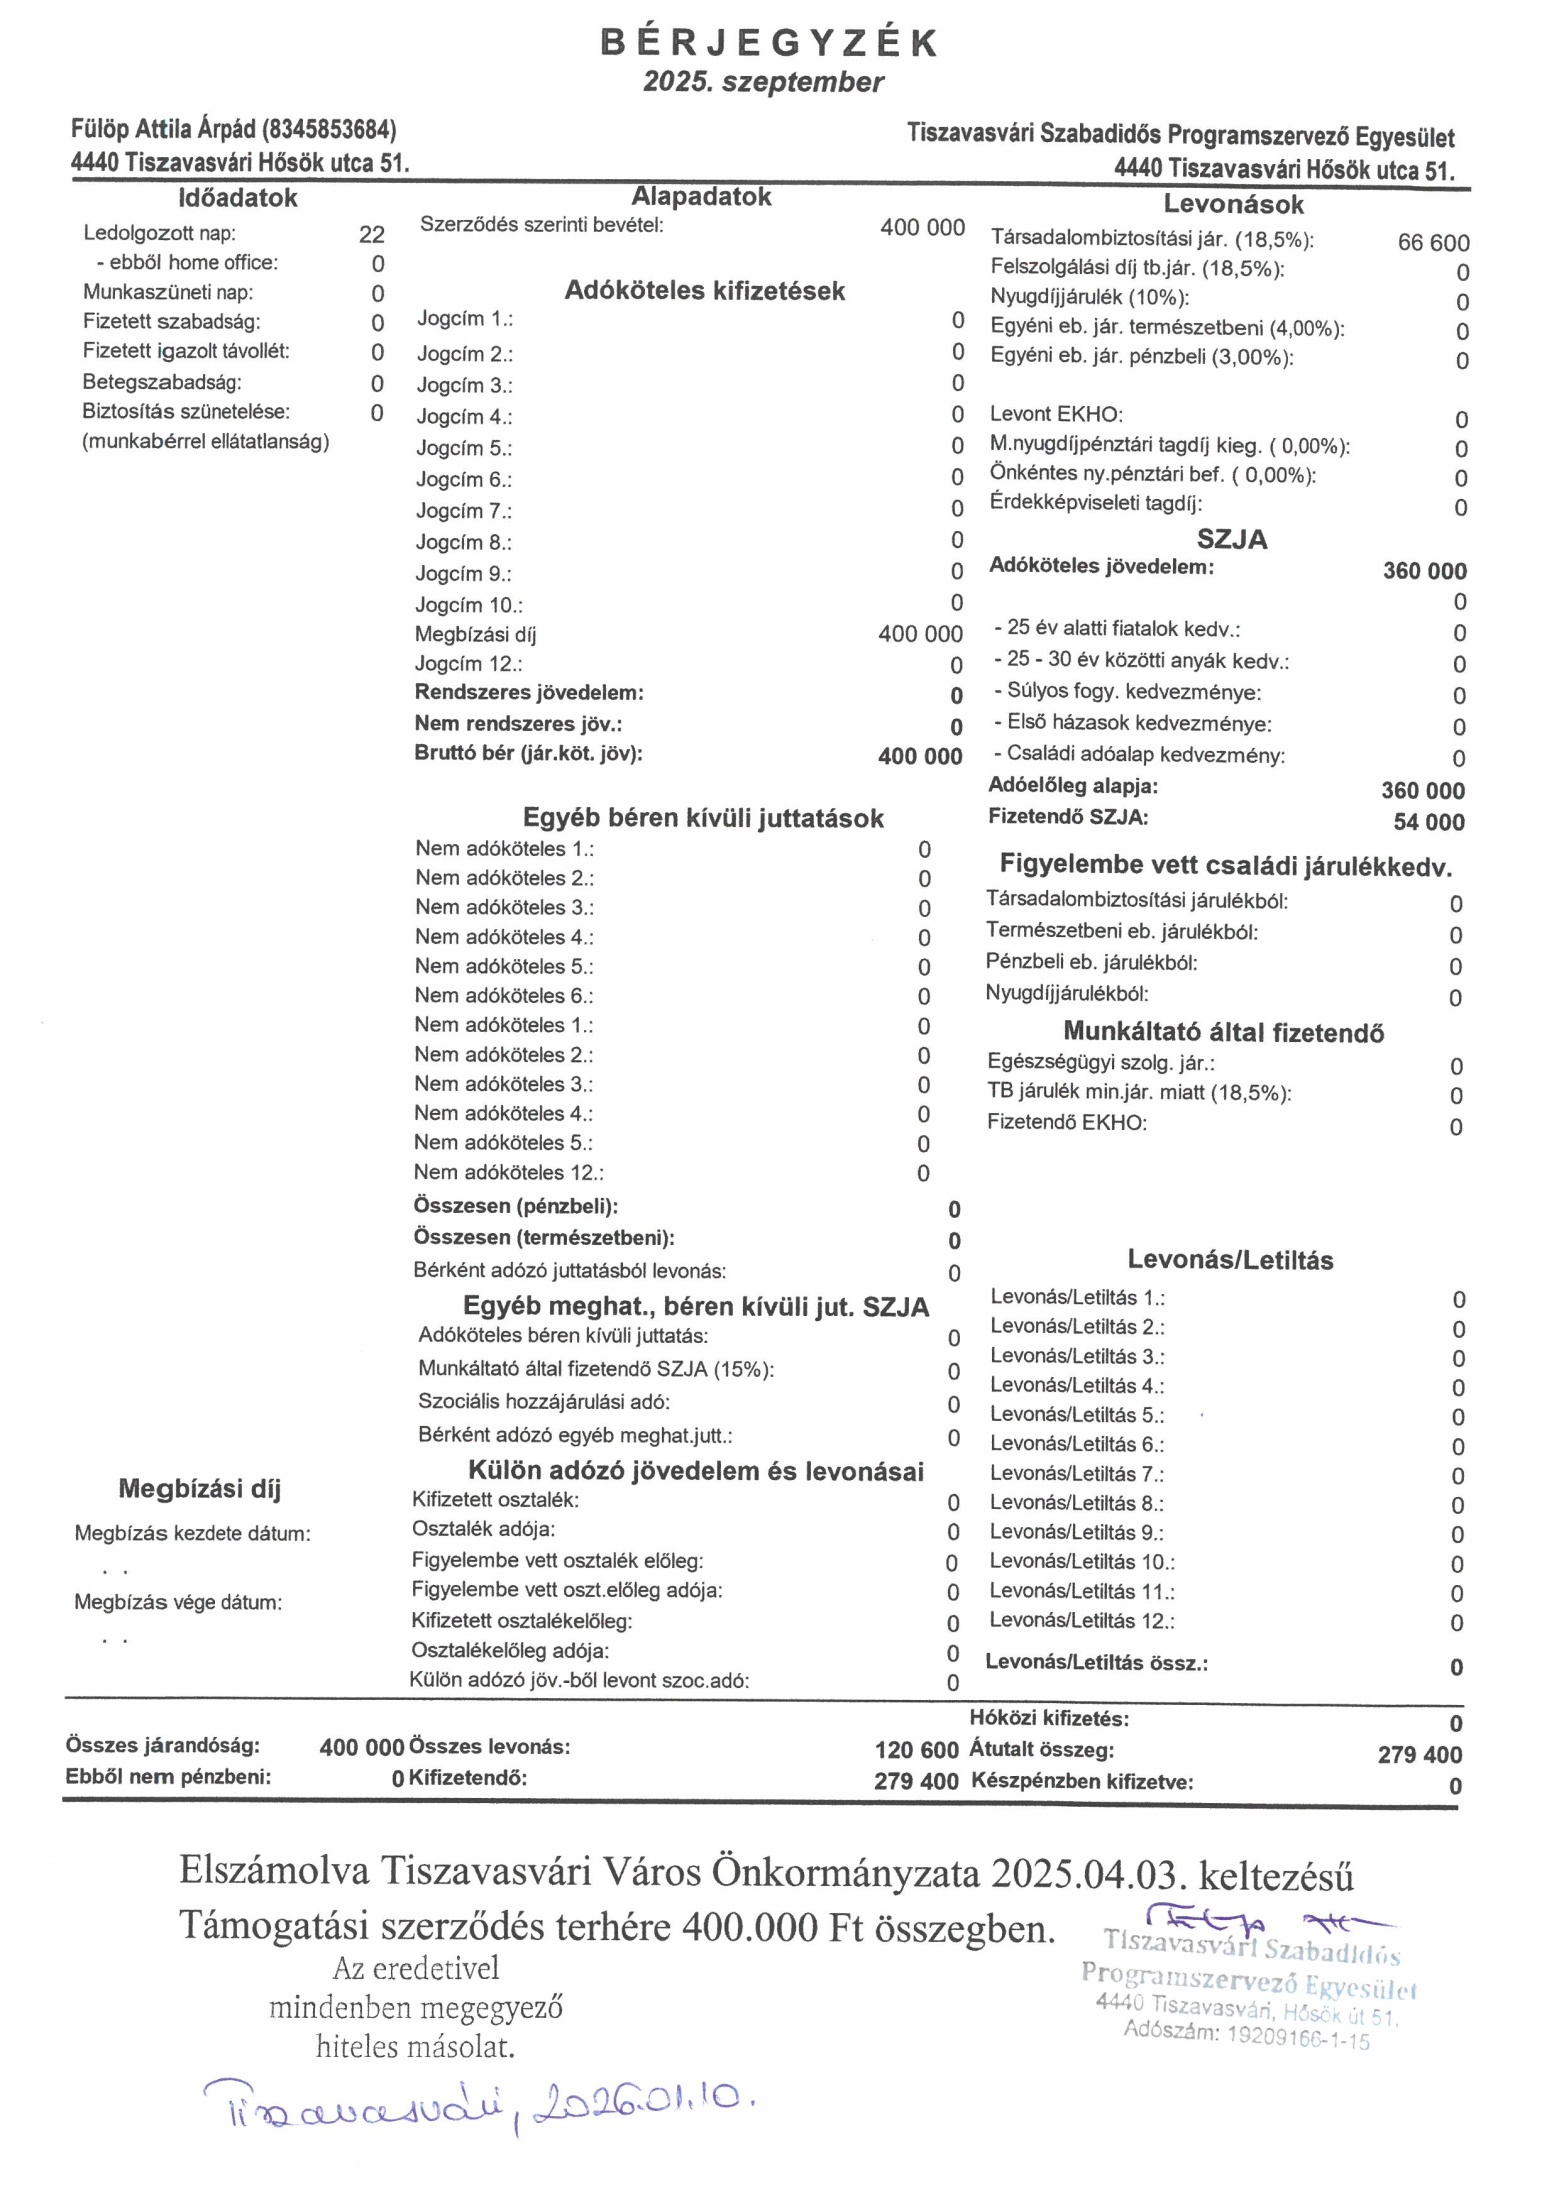 BÉRJEGYZÉK
2025. szeptember
Fülöp Attila Árpád (8345853684)
4440 Tiszavasvári Hősök utca 51.
Tiszavasvári Szabadidős Programszervező Egyesület
4440 Tiszavasvári Hősök utca 51.
Időadatok
Ledolgozott nap: 22
- ebből home office: 0
Munkaszüneti nap: 0
Fizetett szabadság: 0
Fizetett igazolt távollét: 0
Betegszabadság: 0
Biztosítás szünetelése: 0
(munkabérrel ellátatlanság)
Megbízási díj
Megbízás kezdete dátum:
. .
Megbízás vége dátum:
. .
Alapadatok
Szerződés szerinti bevétel: 400 000
Adóköteles kifizetések
Jogcím 1.: 0
Jogcím 2.: 0
Jogcím 3.: 0
Jogcím 4.: 0
Jogcím 5.: 0
Jogcím 6.: 0
Jogcím 7.: 0
Jogcím 8.: 0
Jogcím 9.: 0
Jogcím 10.: 0
Megbízási díj 400 000
Jogcím 12.: 0
Rendszeres jövedelem: 0
Nem rendszeres jöv.: 0
Bruttó bér (jár.köt. jöv): 400 000
Egyéb béren kívüli juttatások
Nem adóköteles 1.: 0
Nem adóköteles 2.: 0
Nem adóköteles 3.: 0
Nem adóköteles 4.: 0
Nem adóköteles 5.: 0
Nem adóköteles 6.: 0
Nem adóköteles 1.: 0
Nem adóköteles 2.: 0
Nem adóköteles 3.: 0
Nem adóköteles 4.: 0
Nem adóköteles 5.: 0
Nem adóköteles 12.: 0
Összesen (pénzbeli): 0
Összesen (természetbeni): 0
Bérként adózó juttatásból levonás: 0
Egyéb meghat., béren kívüli jut. SZJA
Adóköteles béren kívüli juttatás: 0
Munkáltató által fizetendő SZJA (15%): 0
Szociális hozzájárulási adó: 0
Bérként adózó egyéb meghat.jutt.: 0
Külön adózó jövedelem és levonásai
Kifizetett osztalék: 0
Osztalék adója: 0
Figyelembe vett osztalék előleg: 0
Figyelembe vett oszt.előleg adója: 0
Kifizetett osztalékelőleg: 0
Osztalékelőleg adója: 0
Külön adózó jöv.-ből levont szoc.adó: 0
Levonások
Társadalombiztosítási jár. (18,5%): 66 600
Felszolgálási díj tb.jár. (18,5%): 0
Nyugdíjjárulék (10%): 0
Egyéni eb. jár. természetbeni (4,00%): 0
Egyéni eb. jár. pénzbeli (3,00%): 0
Levont EKHO: 0
M.nyugdíjpénztári tagdíj kieg. ( 0,00%): 0
Önkéntes ny.pénztári bef. ( 0,00%): 0
Érdekképviseleti tagdíj: 0
SZJA
Adóköteles jövedelem: 360 000
0
- 25 év alatti fiatalok kedv.: 0
- 25 - 30 év közötti anyák kedv.: 0
- Súlyos fogy. kedvezménye: 0
- Első házasok kedvezménye: 0
- Családi adóalap kedvezmény: 0
Adóelőleg alapja: 360 000
Fizetendő SZJA: 54 000
Figyelembe vett családi járulékkedv.
Társadalombiztosítási járulékból: 0
Természetbeni eb. járulékból: 0
Pénzbeli eb. járulékból: 0
Nyugdíjjárulékból: 0
Munkáltató által fizetendő
Egészségügyi szolg. jár.: 0
TB járulék min.jár. miatt (18,5%): 0
Fizetendő EKHO: 0
Levonás/Letiltás
Levonás/Letiltás 1.: 0
Levonás/Letiltás 2.: 0
Levonás/Letiltás 3.: 0
Levonás/Letiltás 4.: 0
Levonás/Letiltás 5.: 0
Levonás/Letiltás 6.: 0
Levonás/Letiltás 7.: 0
Levonás/Letiltás 8.: 0
Levonás/Letiltás 9.: 0
Levonás/Letiltás 10.: 0
Levonás/Letiltás 11.: 0
Levonás/Letiltás 12.: 0
Levonás/Letiltás össz.: 0
Hóközi kifizetés: 0
Összes járandóság: 400 000 Összes levonás: 120 600 Átutalt összeg: 279 400
Ebből nem pénzbeni: 0 Kifizetendő: 279 400 Készpénzben kifizetve: 0
Elszámolva Tiszavasvári Város Önkormányzata 2025.04.03. keltezésű
Támogatási szerződés terhére 400.000 Ft összegben.
Az eredetivel
mindenben megegyező
hiteles másolat.
Tiszavasvári, 2026.01.10.
Tiszavasvári Szabadidős
Programszervező Egyesület
4440 Tiszavasvári, Hősök út 51.
Adószám: 19209166-1-15